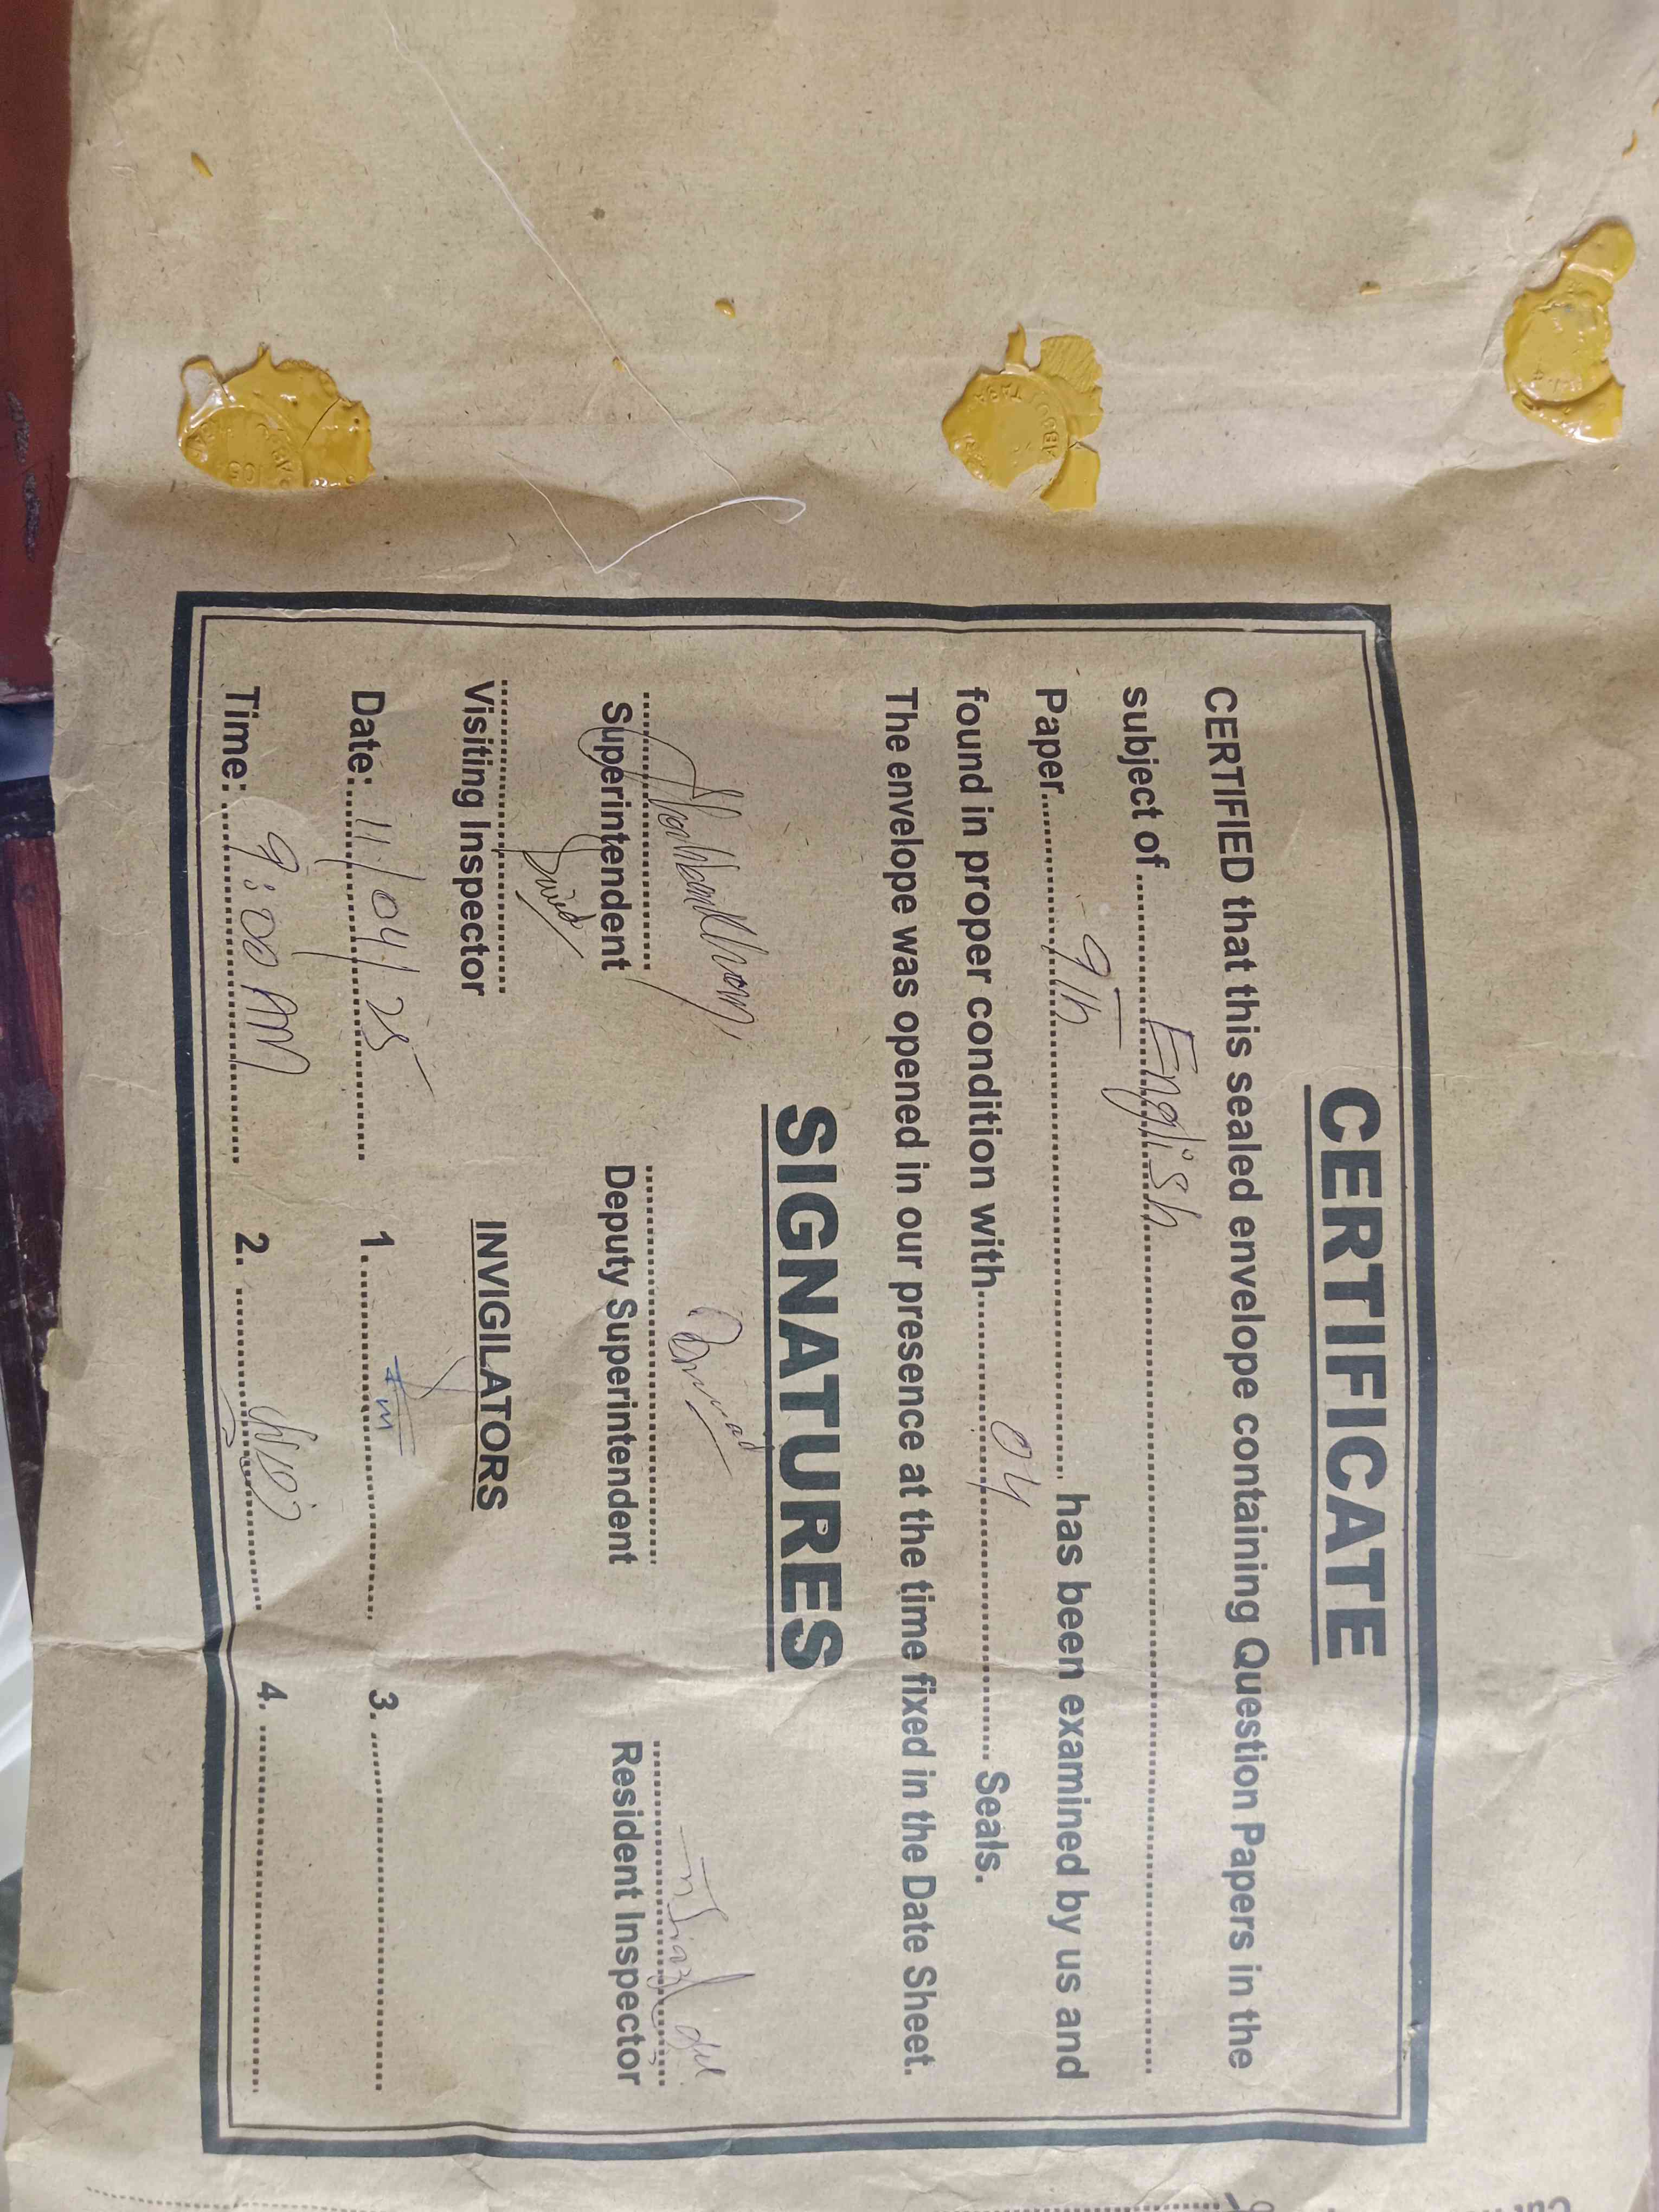 CERTIFICATE
CERTIFIED that this sealed envelope containing Question Papers in the
subject of.......English.......
Paper.......9th....... has been examined by us and
found in proper condition with.......04....... Seals.
The envelope was opened in our presence at the time fixed in the Date Sheet.
SIGNATURES
Superintendent Deputy Superintendent Resident Inspector
Visiting Inspector INVIGILATORS
Date: 11/04/25 1. 3.
Time: 9:00 AM 2. 4.